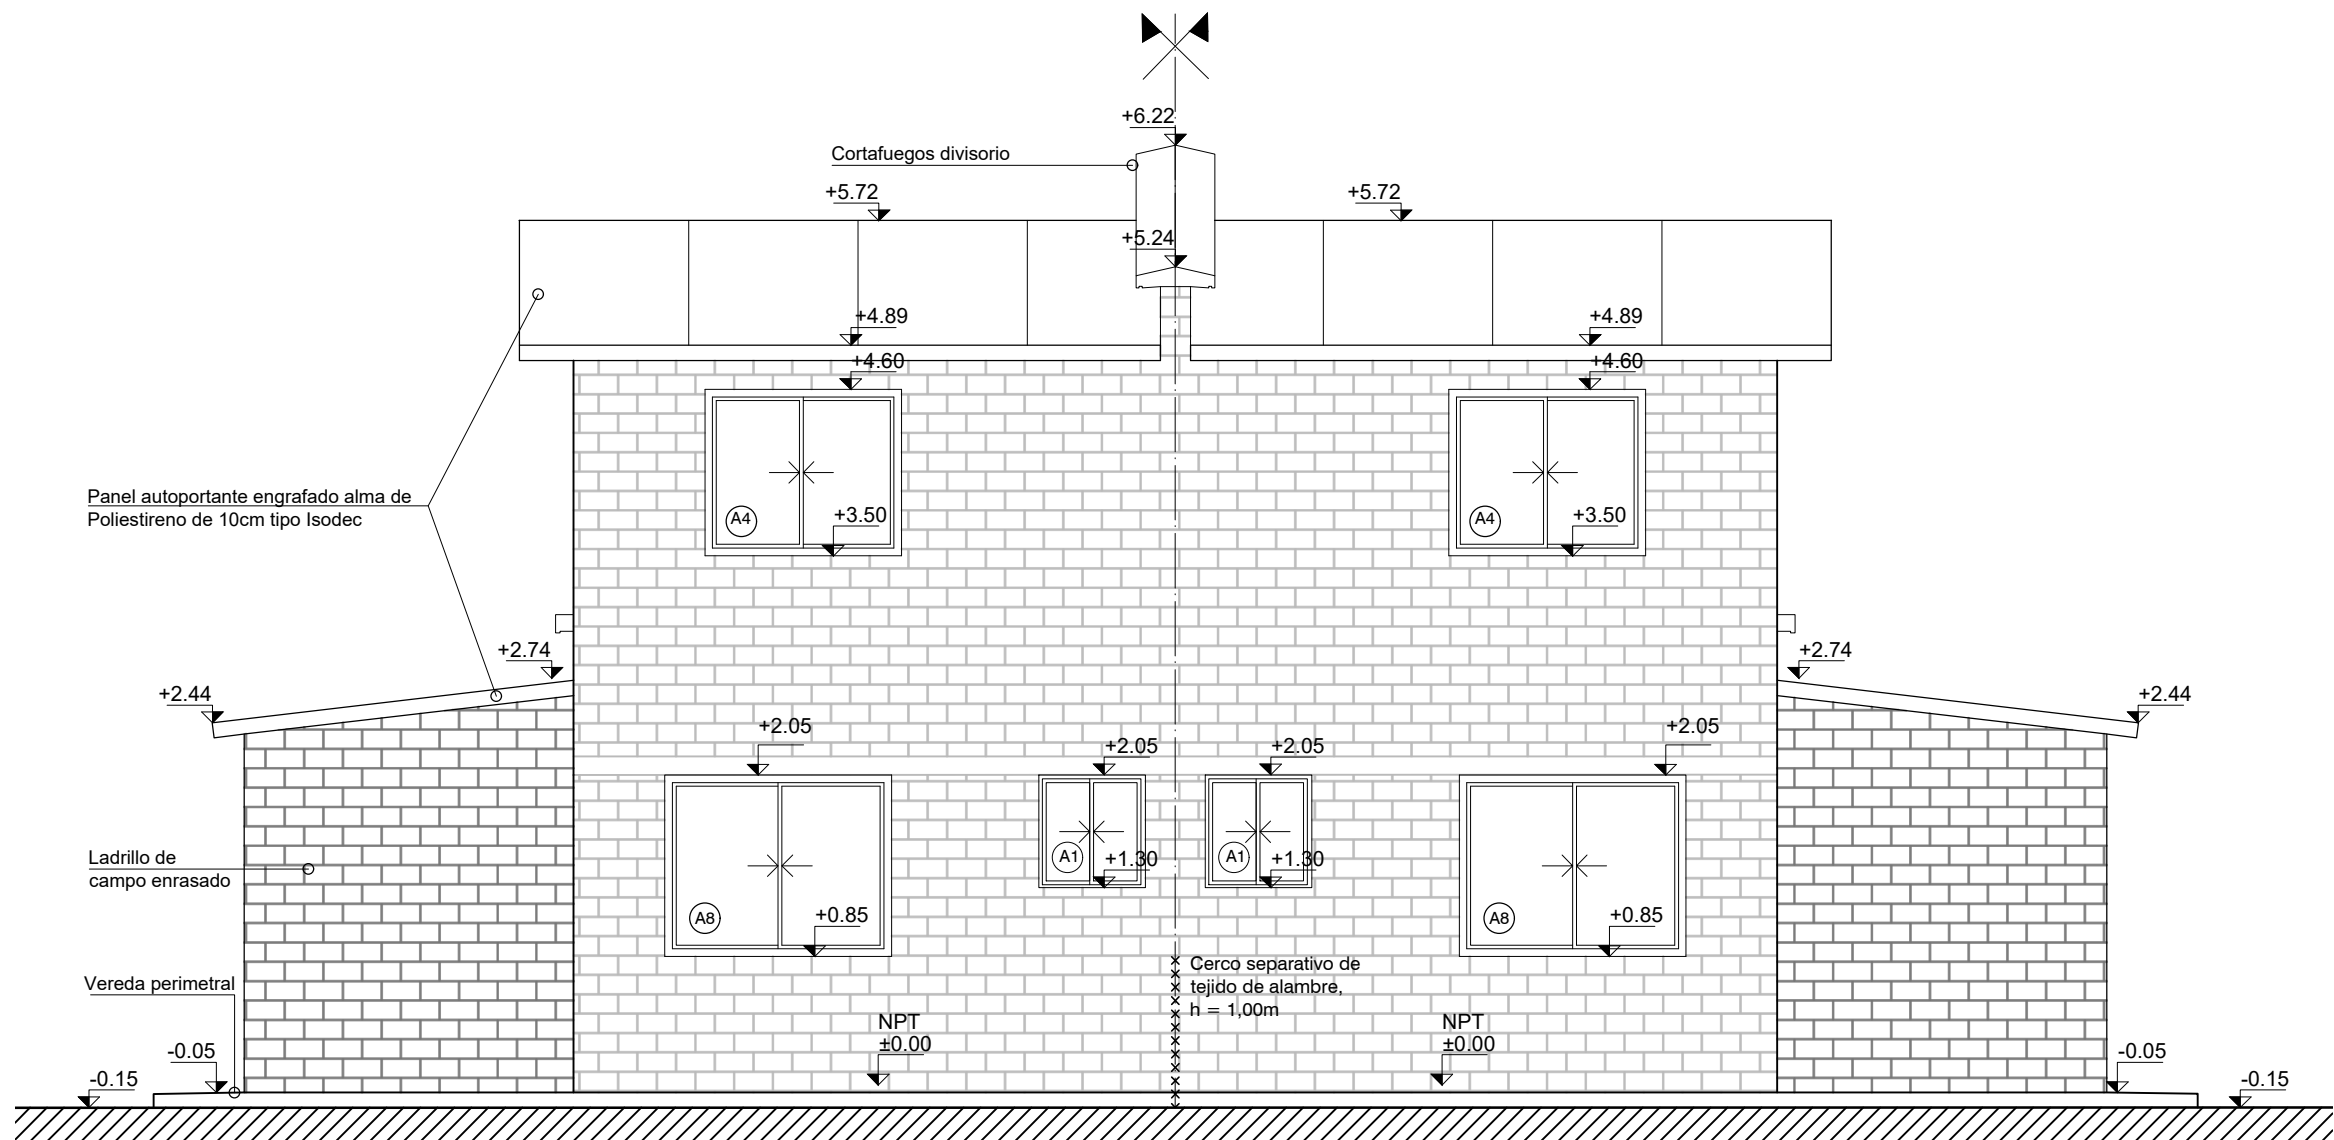 +6.22
Cortafuegos divisorio
+5.72
+5.72
+5.24
+4.89
+4.89
+4.60
+4.60
Panel autoportante engrafado alma de
Poliestireno de 10cm tipo Isodec
A4
+3.50
A4
+3.50
+2.74
+2.74
+2.44
+2.44
+2.05
+2.05
+2.05
+2.05
Ladrillo de
campo enrasado
A1
+1.30
A1
+1.30
A8
+0.85
A8
+0.85
Cerco separativo de
tejido de alambre,
h = 1,00m
Vereda perimetral
NPT
±0.00
NPT
±0.00
-0.05
-0.05
-0.15
-0.15